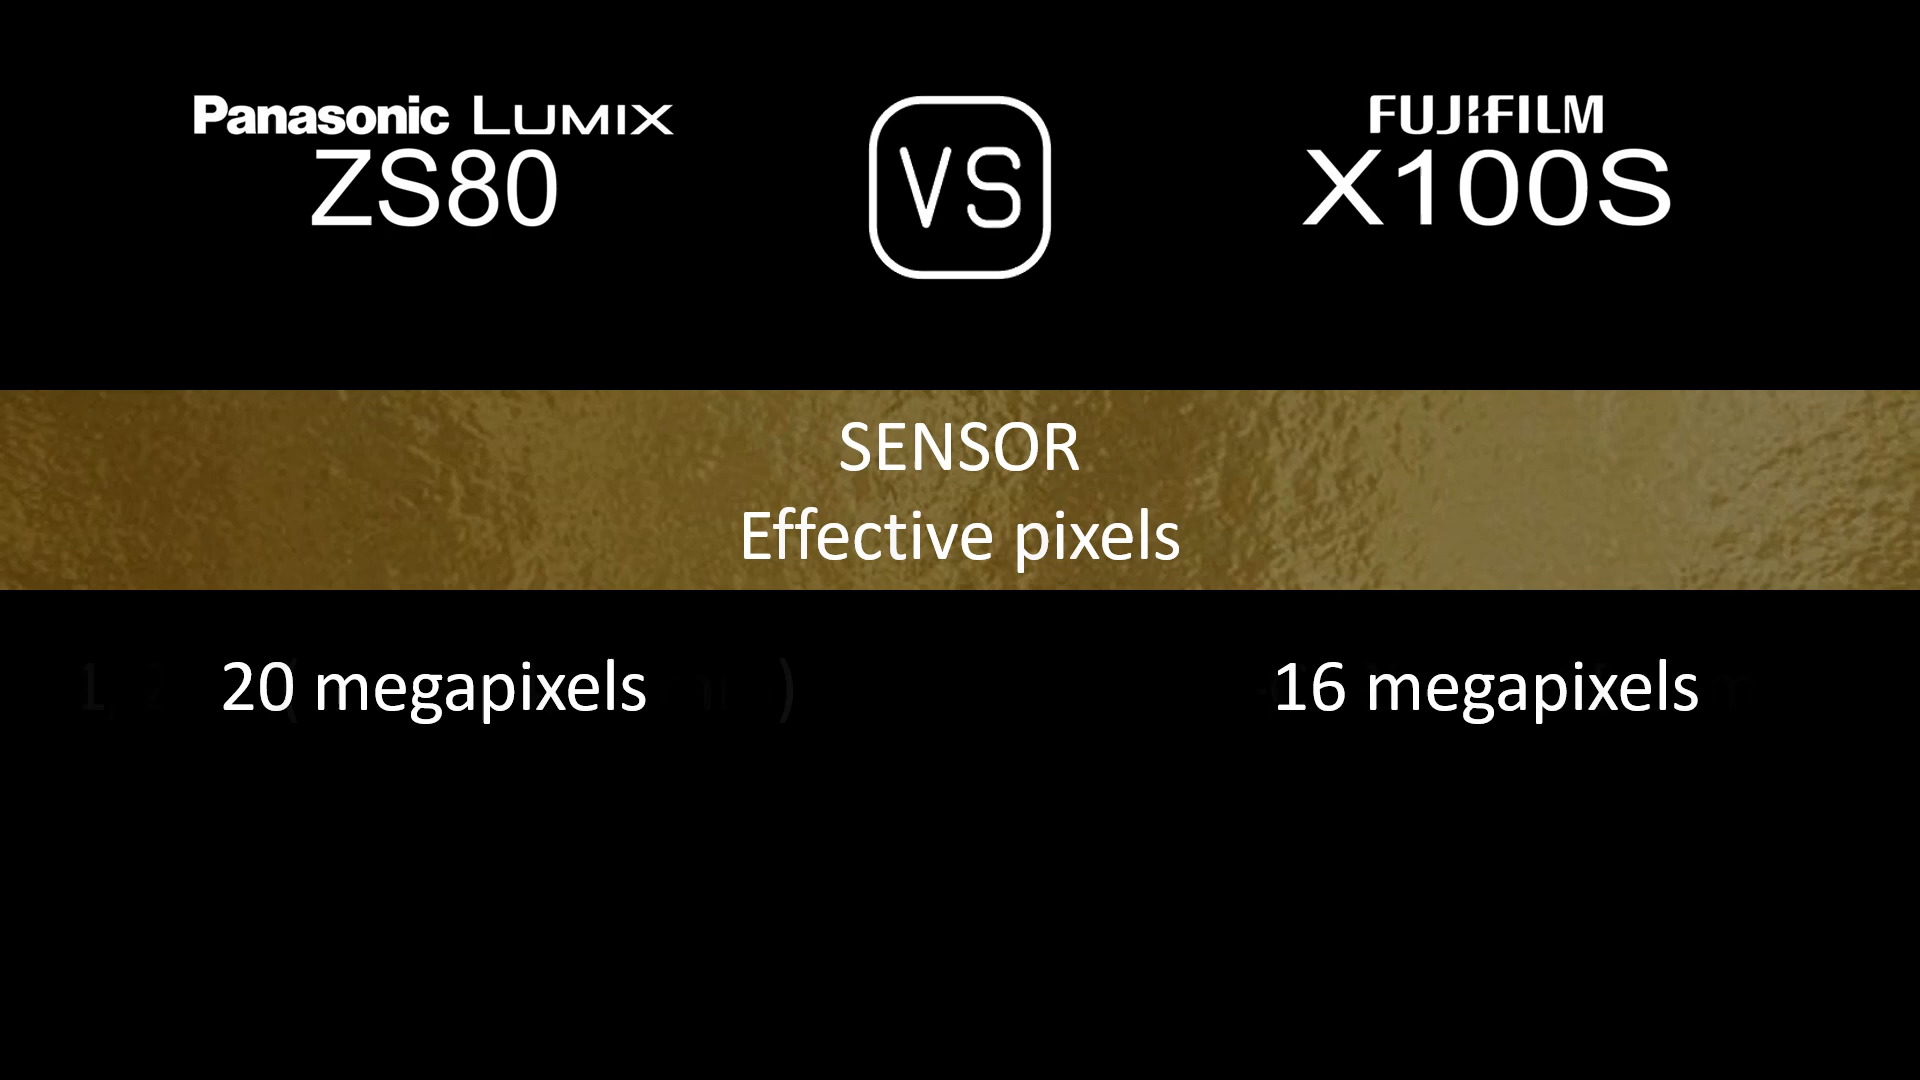 Panasonic LUMIX
ZS80
VS
FUJIFILM
X100S
SENSOR
Effective pixels
20 megapixels
16 megapixels